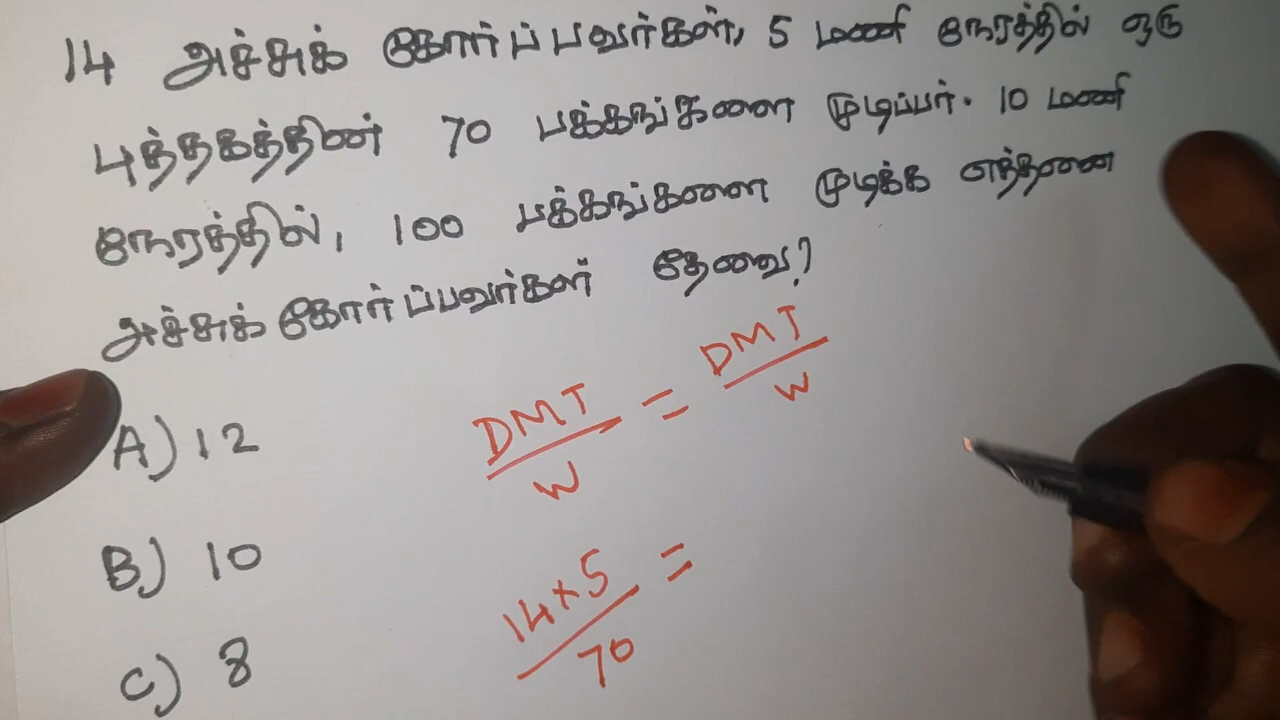 14 அச்சுக் கோர்ப்பவர்கள், 5 மணி நேரத்தில் ஒரு
புத்தகத்தின் 70 பக்கங்களை முடிப்பர். 10 மணி
நேரத்தில், 100 பக்கங்களை முடிக்க எத்தனை
அச்சுக் கோர்ப்பவர்கள் தேவை?
DMT/W = DMT/W
A) 12
B) 10
14×5/70 =
C) 8